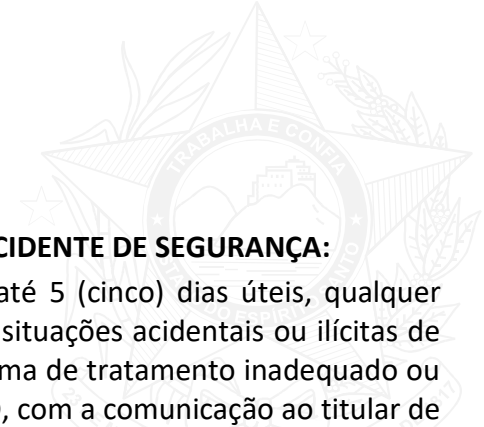 TRABALHA E CONFIA
CIDENTE DE SEGURANÇA:
até 5 (cinco) dias úteis, qualquer
situações acidentais ou ilícitas de
ma de tratamento inadequado ou
, com a comunicação ao titular de